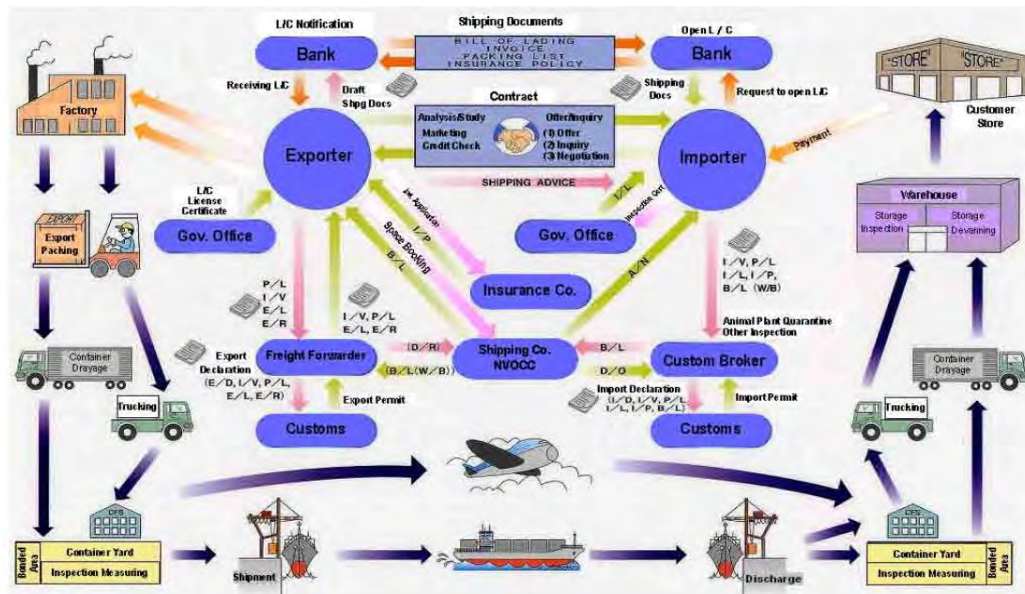 L/C Notification
Shipping Documents
Open L / C
Bank
BILL OF LADING
INVOICE
PACKING LIST
INSURANCE POLICY
Bank
"STORE" "STORE"
Customer
Store
Factory
Receiving L/C
Draft
Shpg Docs
Contract
Shipping
Docs
Request to open L/C
Payment
Exporter
Analysis/Study
Marketing
Credit Check
Offer/Inquiry
(1) Offer
(2) Inquiry
(3) Negotiation
Importer
SHIPPING ADVICE
L/C
License
Certificate
Gov. Office
Application
I/P
Space Booking
B/L
I/L
Inspection Cert
Gov. Office
Warehouse
Storage
Inspection
Storage
Devanning
Export
Packing
Insurance Co.
A/N
I/V, P/L
I/L, I/P,
B/L (W/B)
P/L
I/V
E/L
E/R
I/V, P/L
E/L, E/R
Animal Plant Quarantine
Other Inspection
Container
Drayage
Freight Forwarder
(D/R)
(B/L(W/B)
Shipping Co.
NVOCC
B/L
D/O
Custom Broker
Container
Drayage
Export
Declaration
(E/D, I/V, P/L,
E/L, E/R)
Export Permit
Import Declaration
(I/D, I/V, P/L
I/L, I/P, B/L)
Import Permit
Trucking
Customs
Customs
Trucking
CFS
CFS
Bonded
Area
Container Yard
Inspection Measuring
Shipment
Discharge
Container Yard
Inspection Measuring
Bonded
Area